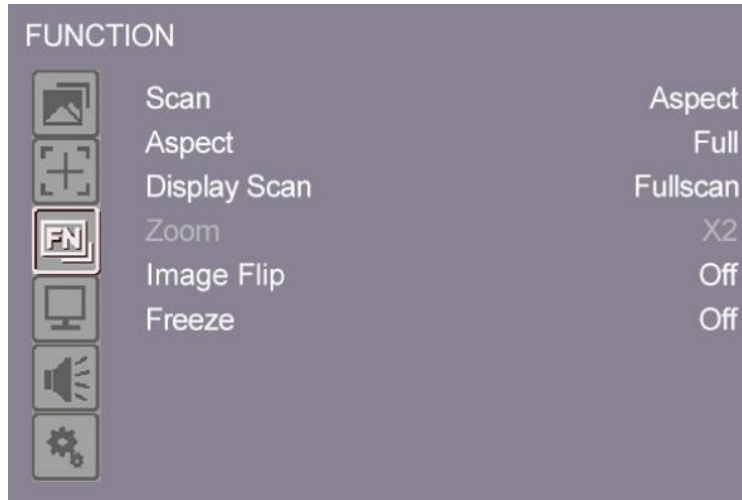 FUNCTION
Scan Aspect
Aspect Full
Display Scan Fullscan
FN
Zoom X2
Image Flip Off
Freeze Off